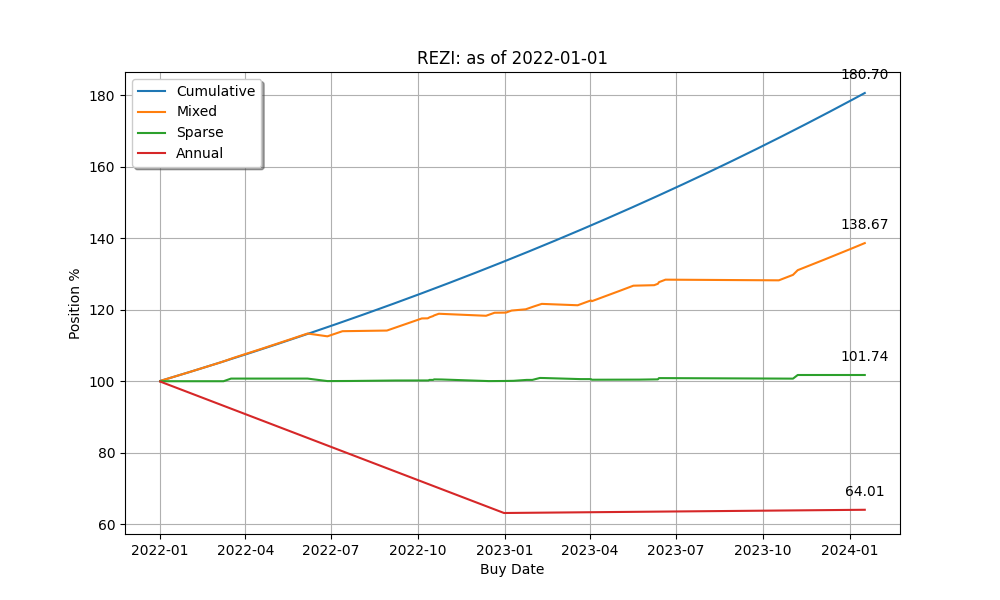 REZI: as of 2022-01-01
180.70
Cumulative
Mixed
Sparse
Annual
138.67
101.74
64.01
180
160
140
120
100
80
60
Position %
2022-01 2022-04 2022-07 2022-10 2023-01 2023-04 2023-07 2023-10 2024-01
Buy Date